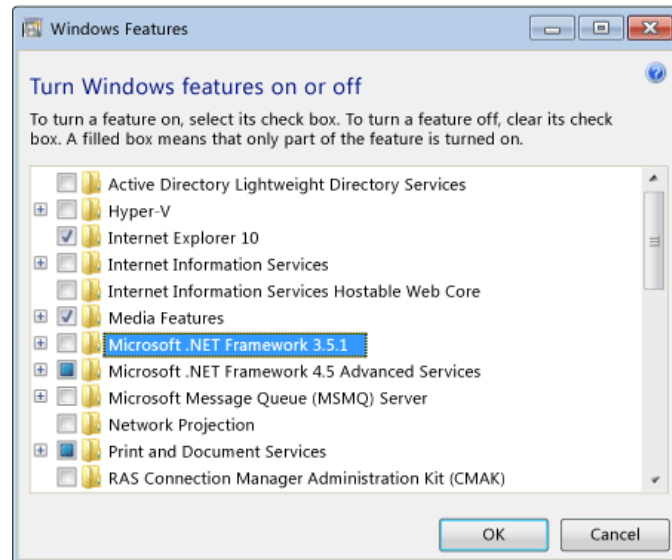 Windows Features
Turn Windows features on or off
To turn a feature on, select its check box. To turn a feature off, clear its check
box. A filled box means that only part of the feature is turned on.
Active Directory Lightweight Directory Services
Hyper-V
Internet Explorer 10
Internet Information Services
Internet Information Services Hostable Web Core
Media Features
Microsoft .NET Framework 3.5.1
Microsoft .NET Framework 4.5 Advanced Services
Microsoft Message Queue (MSMQ) Server
Network Projection
Print and Document Services
RAS Connection Manager Administration Kit (CMAK)
OK Cancel